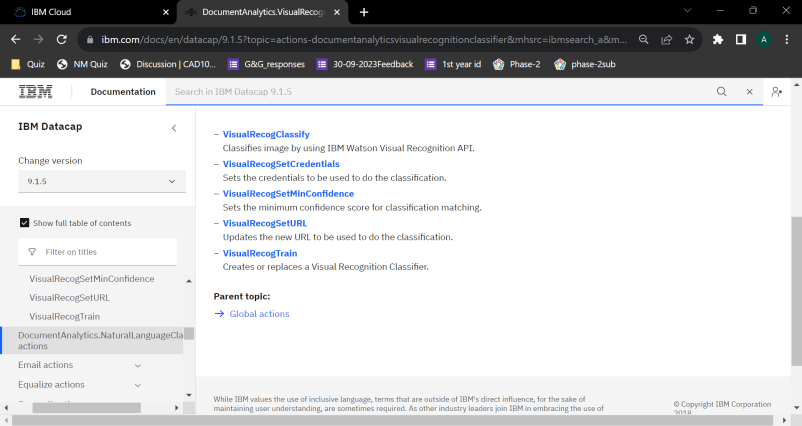 IBM Cloud
DocumentAnalytics.VisualRecog
ibm.com/docs/en/datacap/9.1.5?topic=actions-documentanalyticsvisualrecognitionclassifier&mhsrc=ibmsearch_a&m...
A
Quiz
NM Quiz
Discussion | CAD10...
G&G_responses
30-09-2023Feedback
1st year id
Phase-2
phase-2sub
IBM
Documentation
Search in IBM Datacap 9.1.5
IBM Datacap
Change version
9.1.5
Show full table of contents
Filter on titles
VisualRecogSetMinConfidence
VisualRecogSetURL
VisualRecogTrain
DocumentAnalytics.NaturalLanguageCla
actions
Email actions
Equalize actions
– VisualRecogClassify
Classifies image by using IBM Watson Visual Recognition API.
– VisualRecogSetCredentials
Sets the credentials to be used to do the classification.
– VisualRecogSetMinConfidence
Sets the minimum confidence score for classification matching.
– VisualRecogSetURL
Updates the new URL to be used to do the classification.
– VisualRecogTrain
Creates or replaces a Visual Recognition Classifier.
Parent topic:
→ Global actions
While IBM values the use of inclusive language, terms that are outside of IBM's direct influence, for the sake of
maintaining user understanding, are sometimes required. As other industry leaders join IBM in embracing the use of
© Copyright IBM Corporation
2019